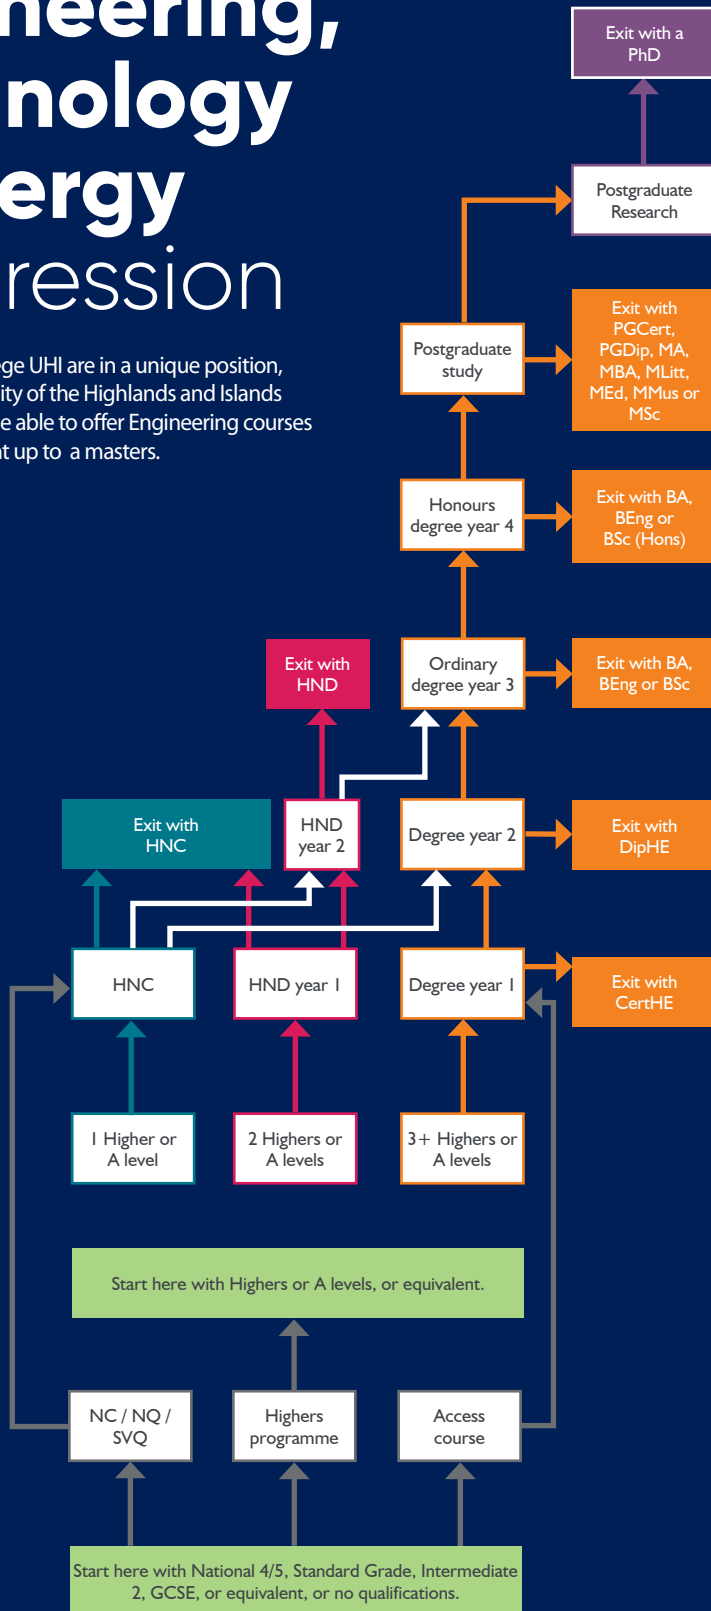 neering,
nology
ergy
ression
ege UHI are in a unique position,
ity of the Highlands and Islands
e able to offer Engineering courses
t up to a masters.
Exit with a
PhD
Postgraduate
Research
Exit with
PGCert,
PGDip, MA,
MBA, MLitt,
MEd, MMus or
MSc
Postgraduate
study
Honours
degree year 4
Exit with BA,
BEng or
BSc (Hons)
Exit with
HND
Ordinary
degree year 3
Exit with BA,
BEng or BSc
Exit with
HNC
HND
year 2
Degree year 2
Exit with
DipHE
HNC
HND year 1
Degree year 1
Exit with
CertHE
1 Higher or
A level
2 Highers or
A levels
3+ Highers or
A levels
Start here with Highers or A levels, or equivalent.
NC / NQ /
SVQ
Highers
programme
Access
course
Start here with National 4/5, Standard Grade, Intermediate
2, GCSE, or equivalent, or no qualifications.